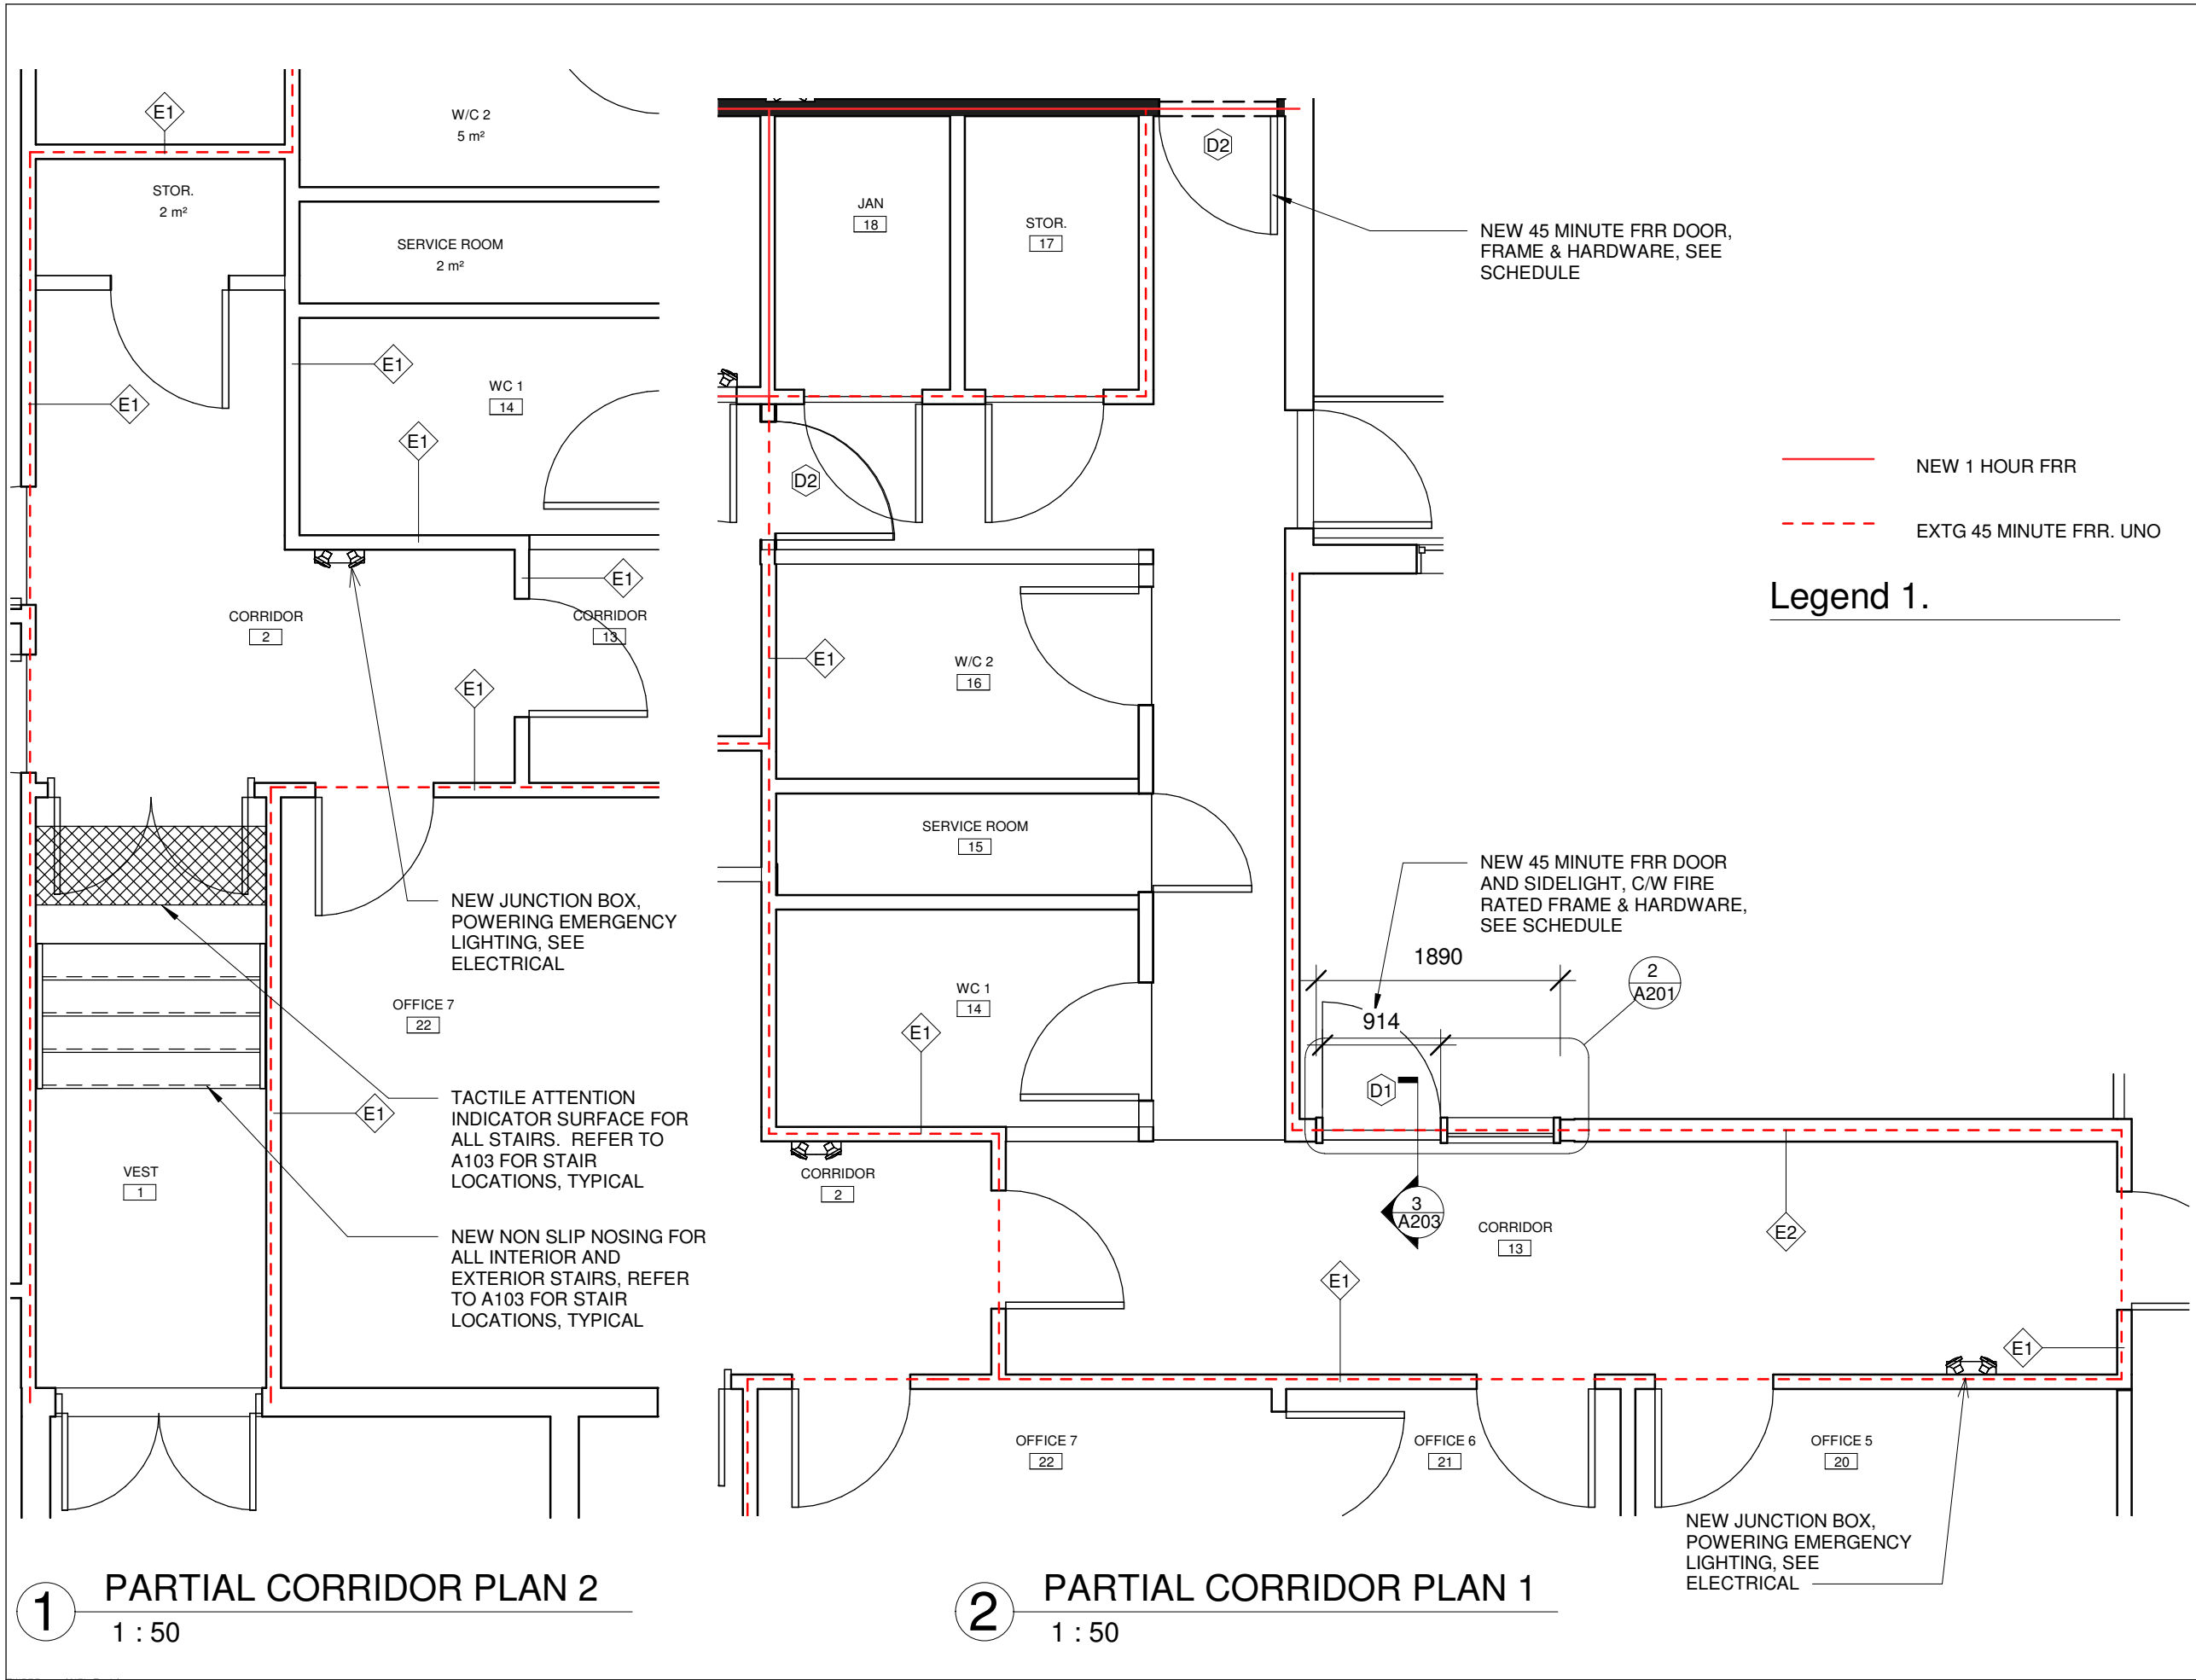 E1
W/C 2
5 m²
STOR.
2 m²
SERVICE ROOM
2 m²
E1
E1
WC 1
14
E1
E1
CORRIDOR
2
CORRIDOR
13
E1
NEW JUNCTION BOX,
POWERING EMERGENCY
LIGHTING, SEE
ELECTRICAL
OFFICE 7
22
TACTILE ATTENTION
INDICATOR SURFACE FOR
ALL STAIRS. REFER TO
A103 FOR STAIR
LOCATIONS, TYPICAL
E1
VEST
1
NEW NON SLIP NOSING FOR
ALL INTERIOR AND
EXTERIOR STAIRS, REFER
TO A103 FOR STAIR
LOCATIONS, TYPICAL
1
PARTIAL CORRIDOR PLAN 2
1 : 50
D2
JAN
18
STOR.
17
NEW 45 MINUTE FRR DOOR,
FRAME & HARDWARE, SEE
SCHEDULE
D2
E1
W/C 2
16
SERVICE ROOM
15
WC 1
14
E1
NEW 45 MINUTE FRR DOOR
AND SIDELIGHT, C/W FIRE
RATED FRAME & HARDWARE,
SEE SCHEDULE
1890
914
2
A201
D1
CORRIDOR
2
3
A203
CORRIDOR
13
E2
E1
E1
OFFICE 7
22
OFFICE 6
21
OFFICE 5
20
NEW JUNCTION BOX,
POWERING EMERGENCY
LIGHTING, SEE
ELECTRICAL
2
PARTIAL CORRIDOR PLAN 1
1 : 50
NEW 1 HOUR FRR
EXTG 45 MINUTE FRR. UNO
Legend 1.